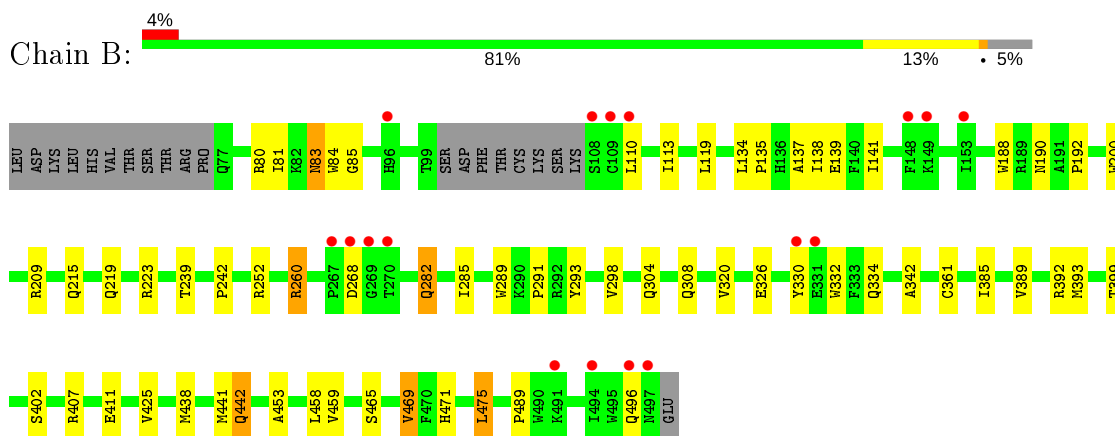 4%
Chain B:
81% 13% • 5%
LEU ASP LYS LEU HIS VAL THR SER THR THR ARG PRO Q77 R80 I81 K82 N83 W84 G85 H96 T99 SER ASP PHE THR CYS LYS SER LYS S108 C109 L110 I113 L119 L134 P135 H136 A137 I138 E139 F140 I141 F148 K149 I153 W188 R189 N190 A191 P192
R209 Q215 Q219 R223 T239 P242 R252 R260 P267 D268 G269 T270 Q282 I285 W289 K290 P291 R292 Y293 V298 Q304 Q308 V320 E326 Y330 E331 W332 F333 Q334 A342 C361 I385 V389 R392 M393
S402 R407 E411 V425 M438 M441 Q442 A453 L458 V459 S465 V469 F470 H471 L475 P489 W490 K491 I494 W495 Q496 N497 GLU